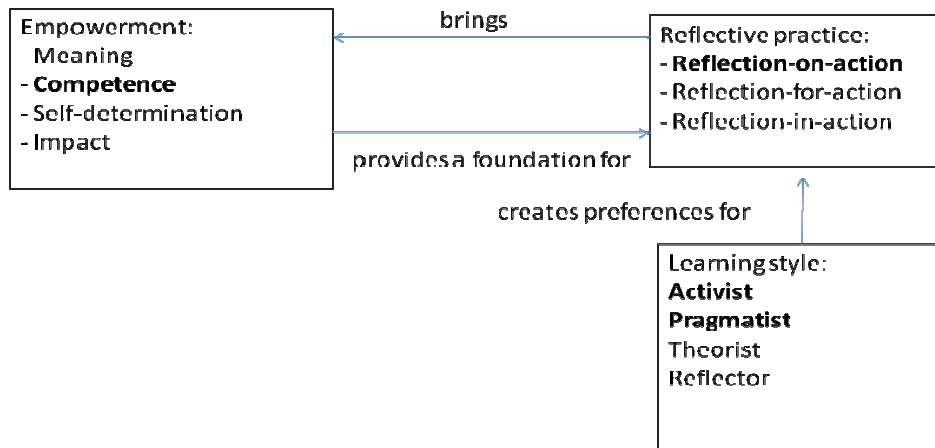 brings
Empowerment:
Meaning
- Competence
- Self-determination
- Impact
Reflective practice:
- Reflection-on-action
- Reflection-for-action
- Reflection-in-action
provides a foundation for
creates preferences for
Learning style:
Activist
Pragmatist
Theorist
Reflector